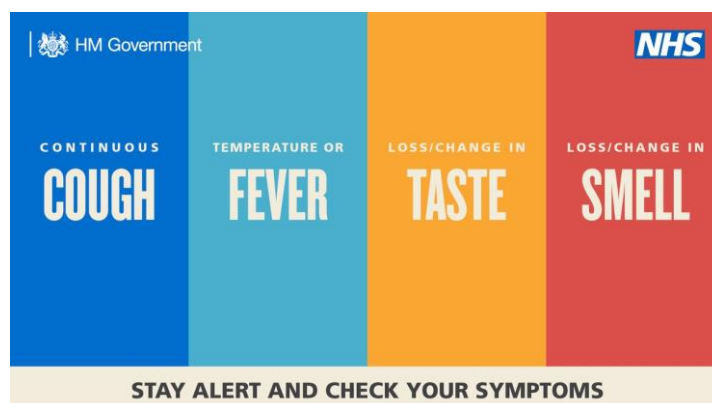 HM Government
NHS
CONTINUOUS
COUGH
TEMPERATURE OR
FEVER
LOSS/CHANGE IN
TASTE
LOSS/CHANGE IN
SMELL
STAY ALERT AND CHECK YOUR SYMPTOMS